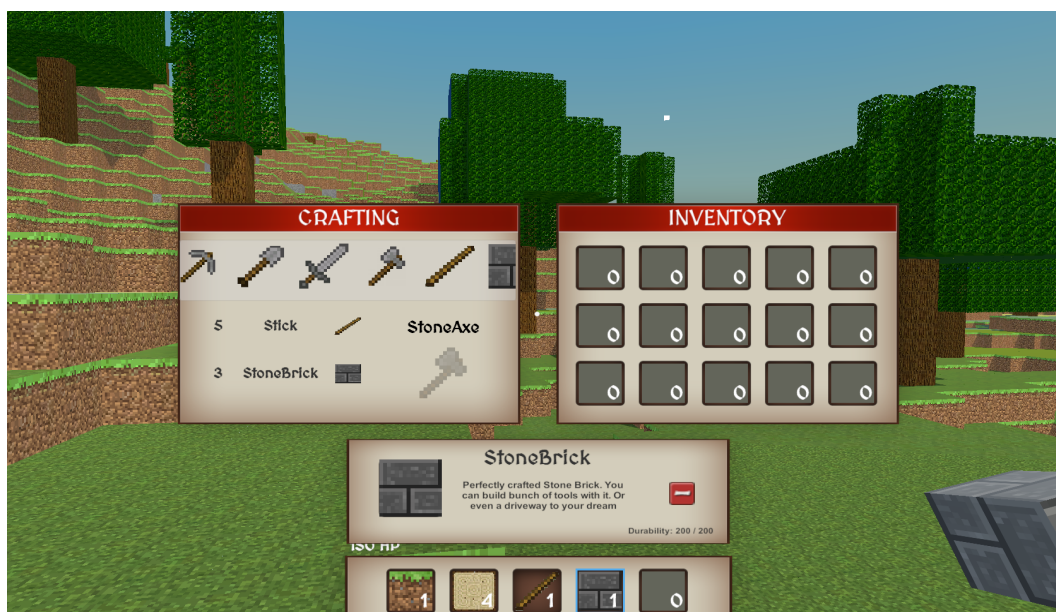 CRAFTING
INVENTORY
0 0 0 0 0
5 Stick StoneAxe
0 0 0 0 0
3 StoneBrick
0 0 0 0 0
StoneBrick
Perfectly crafted Stone Brick. You
can build bunch of tools with it. Or
even a driveway to your dream
Durability: 200 / 200
HP
1 4 1 1 0